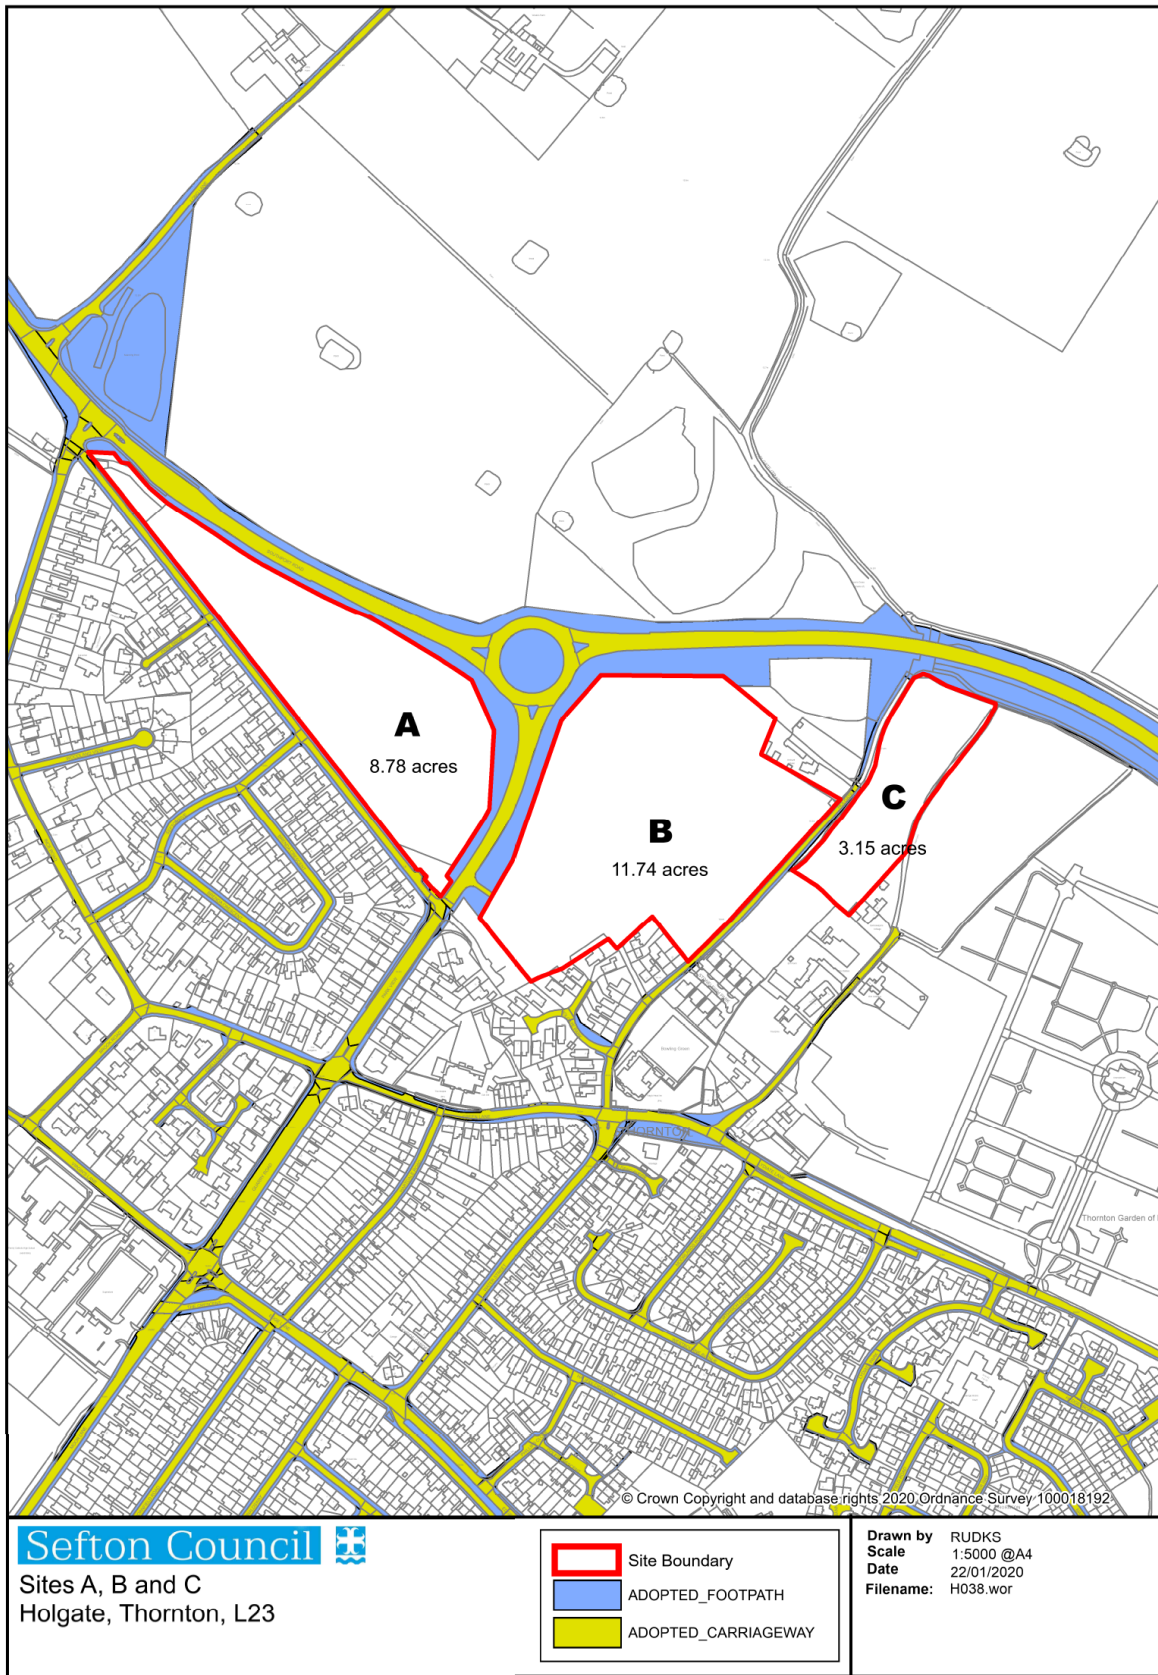 A
8.78 acres
B
11.74 acres
C
3.15 acres
Bowling Green
THORNTON
Thornton Garden of
© Crown Copyright and database rights 2020 Ordnance Survey 100018192
Sefton Council
Sites A, B and C
Holgate, Thornton, L23
Site Boundary
ADOPTED_FOOTPATH
ADOPTED_CARRIAGEWAY
Drawn by RUDKS
Scale 1:5000 @A4
Date 22/01/2020
Filename: H038.wor